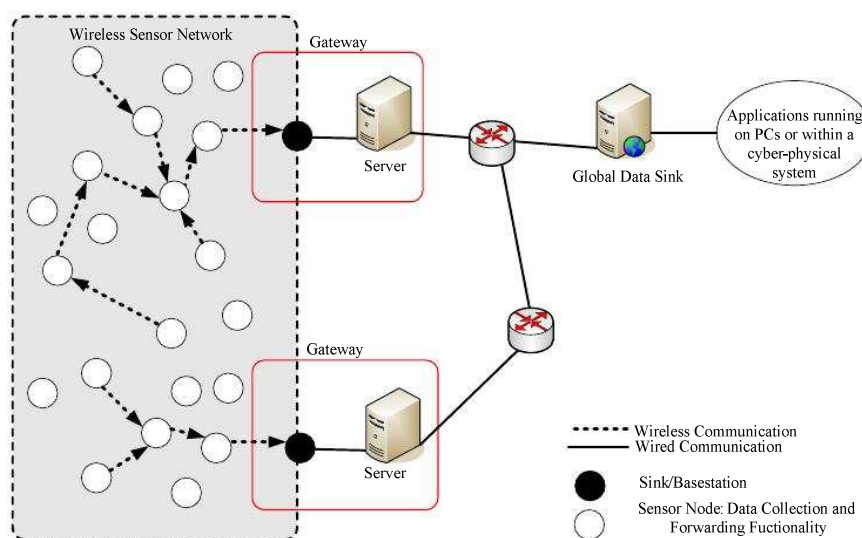 Wireless Sensor Network
Gateway
Server
Global Data Sink
Applications running
on PCs or within a
cyber-physical
system
Gateway
Server
Wireless Communication
Wired Communication
Sink/Basestation
Sensor Node: Data Collection and
Forwarding Fuctionality